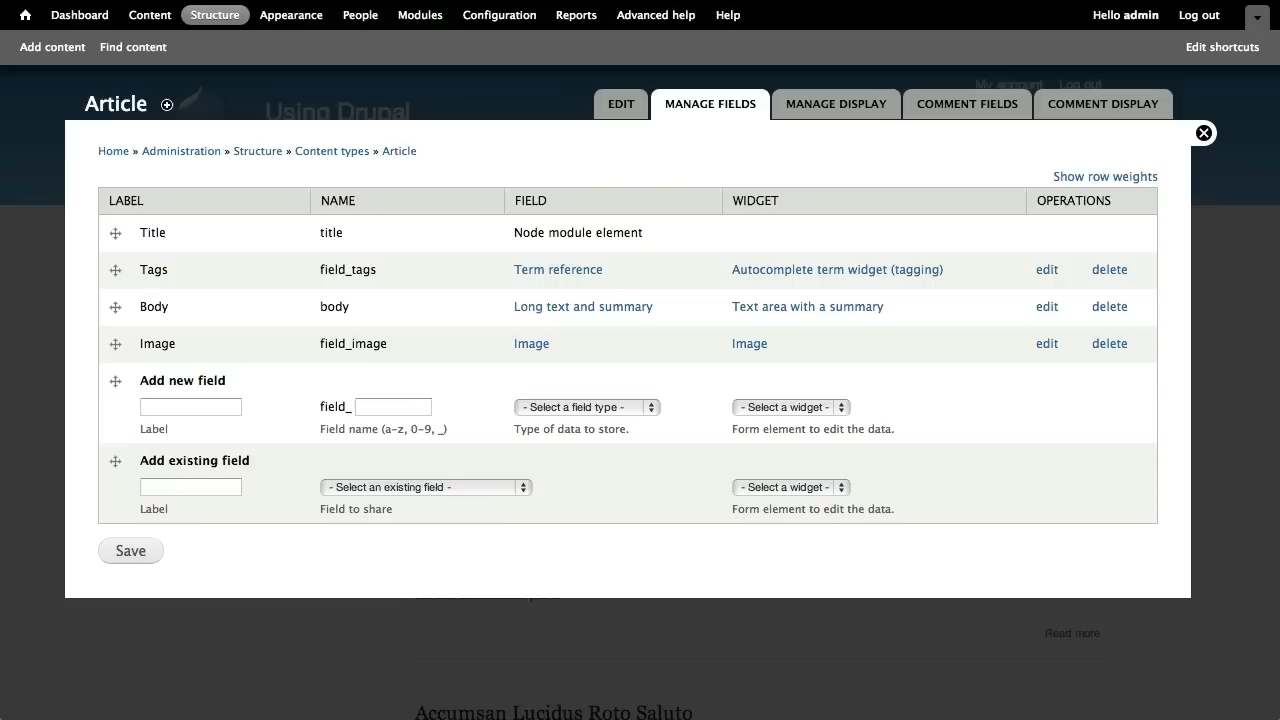 Dashboard Content Structure Appearance People Modules Configuration Reports Advanced help Help Hello admin Log out
Add content Find content Edit shortcuts
My account Log out
Article EDIT MANAGE FIELDS MANAGE DISPLAY COMMENT FIELDS COMMENT DISPLAY
Using Drupal
Home » Administration » Structure » Content types » Article
Show row weights
LABEL NAME FIELD WIDGET OPERATIONS
Title title Node module element
Tags field_tags Term reference Autocomplete term widget (tagging) edit delete
Body body Long text and summary Text area with a summary edit delete
Image field_image Image Image edit delete
Add new field
field_ - Select a field type - - Select a widget -
Label Field name (a-z, 0-9, _) Type of data to store. Form element to edit the data.
Add existing field
- Select an existing field - - Select a widget -
Label Field to share Form element to edit the data.
Save
Read more
Accumsan Lucidus Roto Saluto